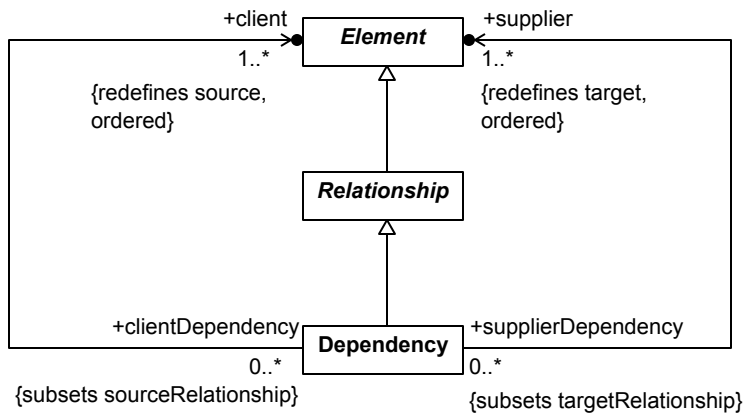 +client
+supplier
Element
1..*
1..*
{redefines source,
ordered}
{redefines target,
ordered}
Relationship
+clientDependency
+supplierDependency
Dependency
0..*
0..*
{subsets sourceRelationship}
{subsets targetRelationship}